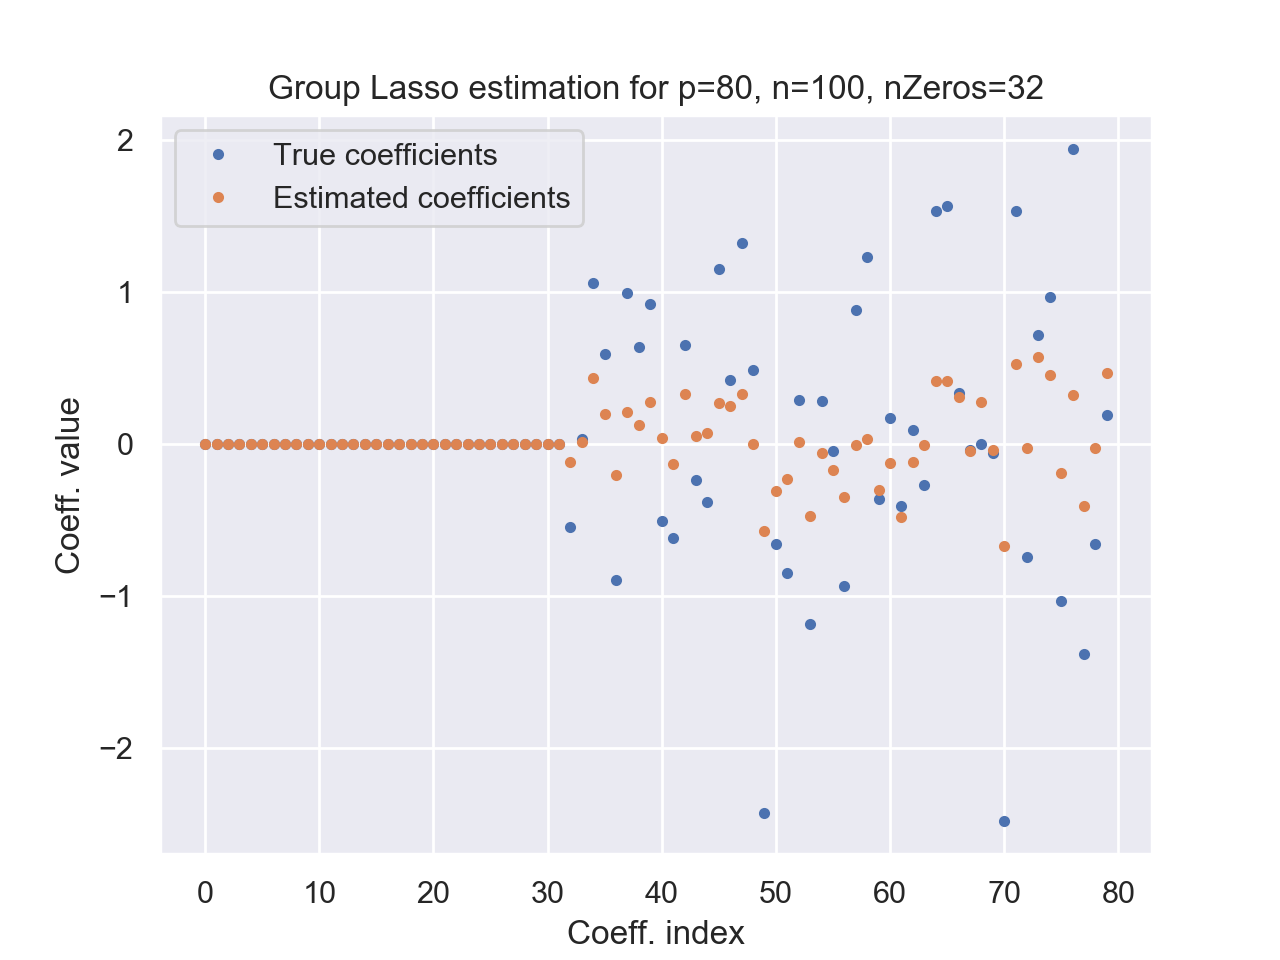 Group Lasso estimation for p=80, n=100, nZeros=32
True coefficients
Estimated coefficients
2
1
0
−1
−2
Coeff. value
0 10 20 30 40 50 60 70 80
Coeff. index